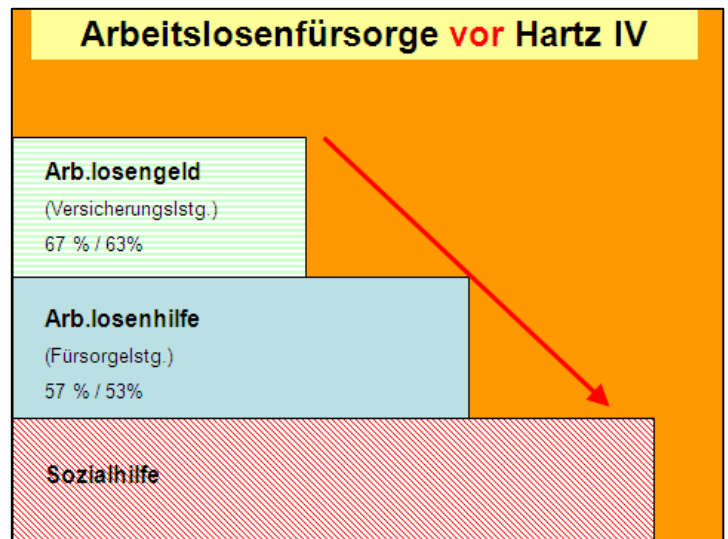 Arbeitslosenfürsorge vor Hartz IV
Arb.losengeld
(Versicherungslstg.)
67 % / 63%
Arb.losenhilfe
(Fürsorgelstg.)
57 % / 53%
Sozialhilfe